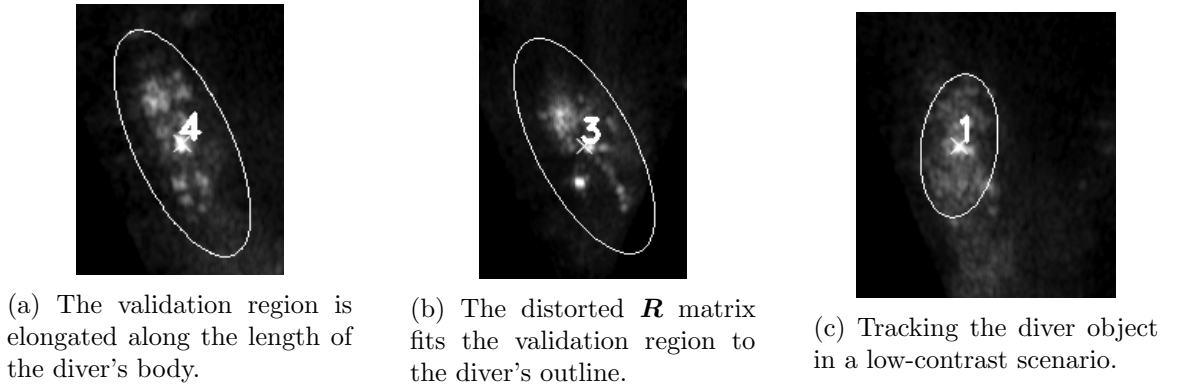 4
3
1
(a) The validation region is
elongated along the length of
the diver's body.
(b) The distorted R matrix
fits the validation region to
the diver's outline.
(c) Tracking the diver object
in a low-contrast scenario.